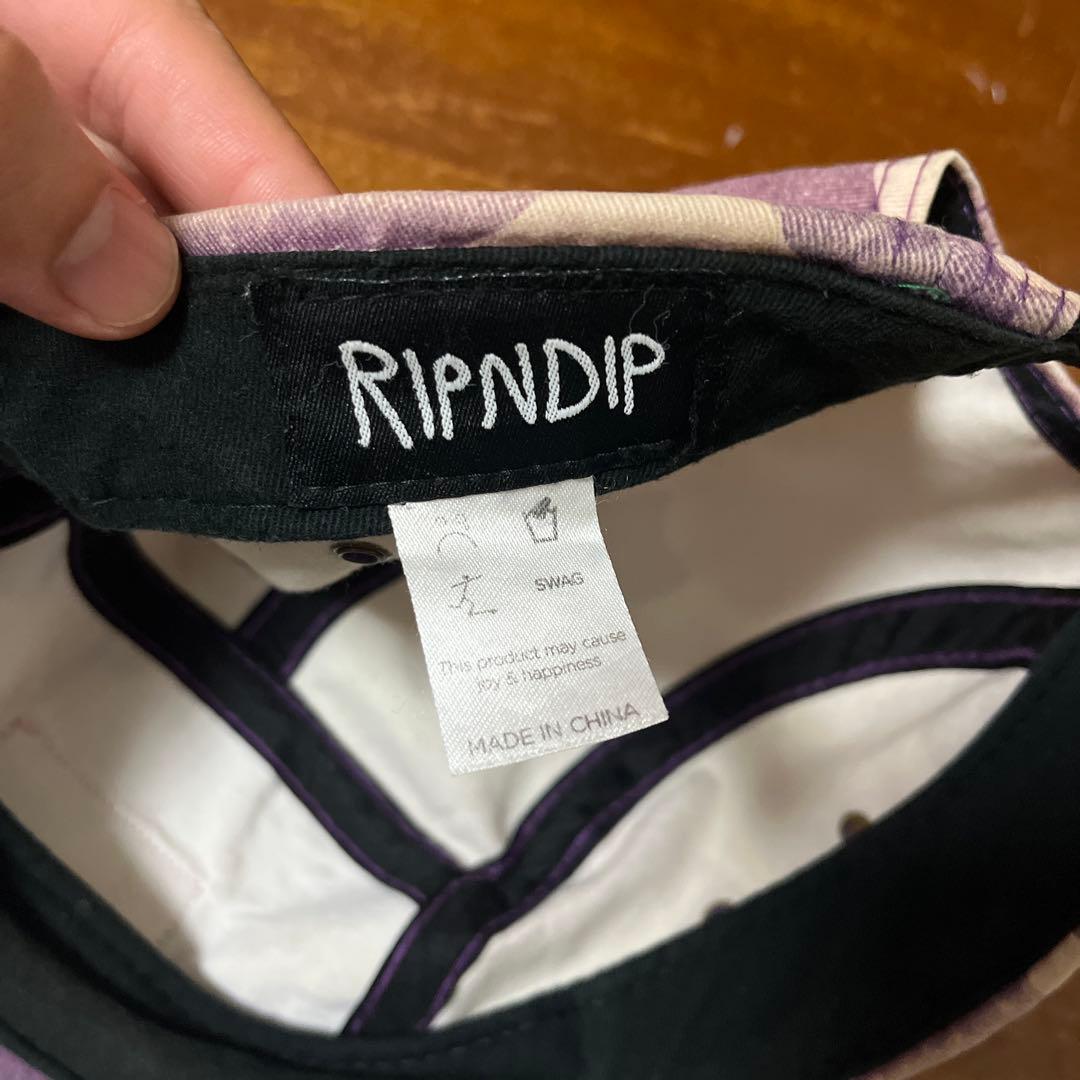 RIPNDIP
SWAG
This product may cause
joy & happiness
MADE IN CHINA